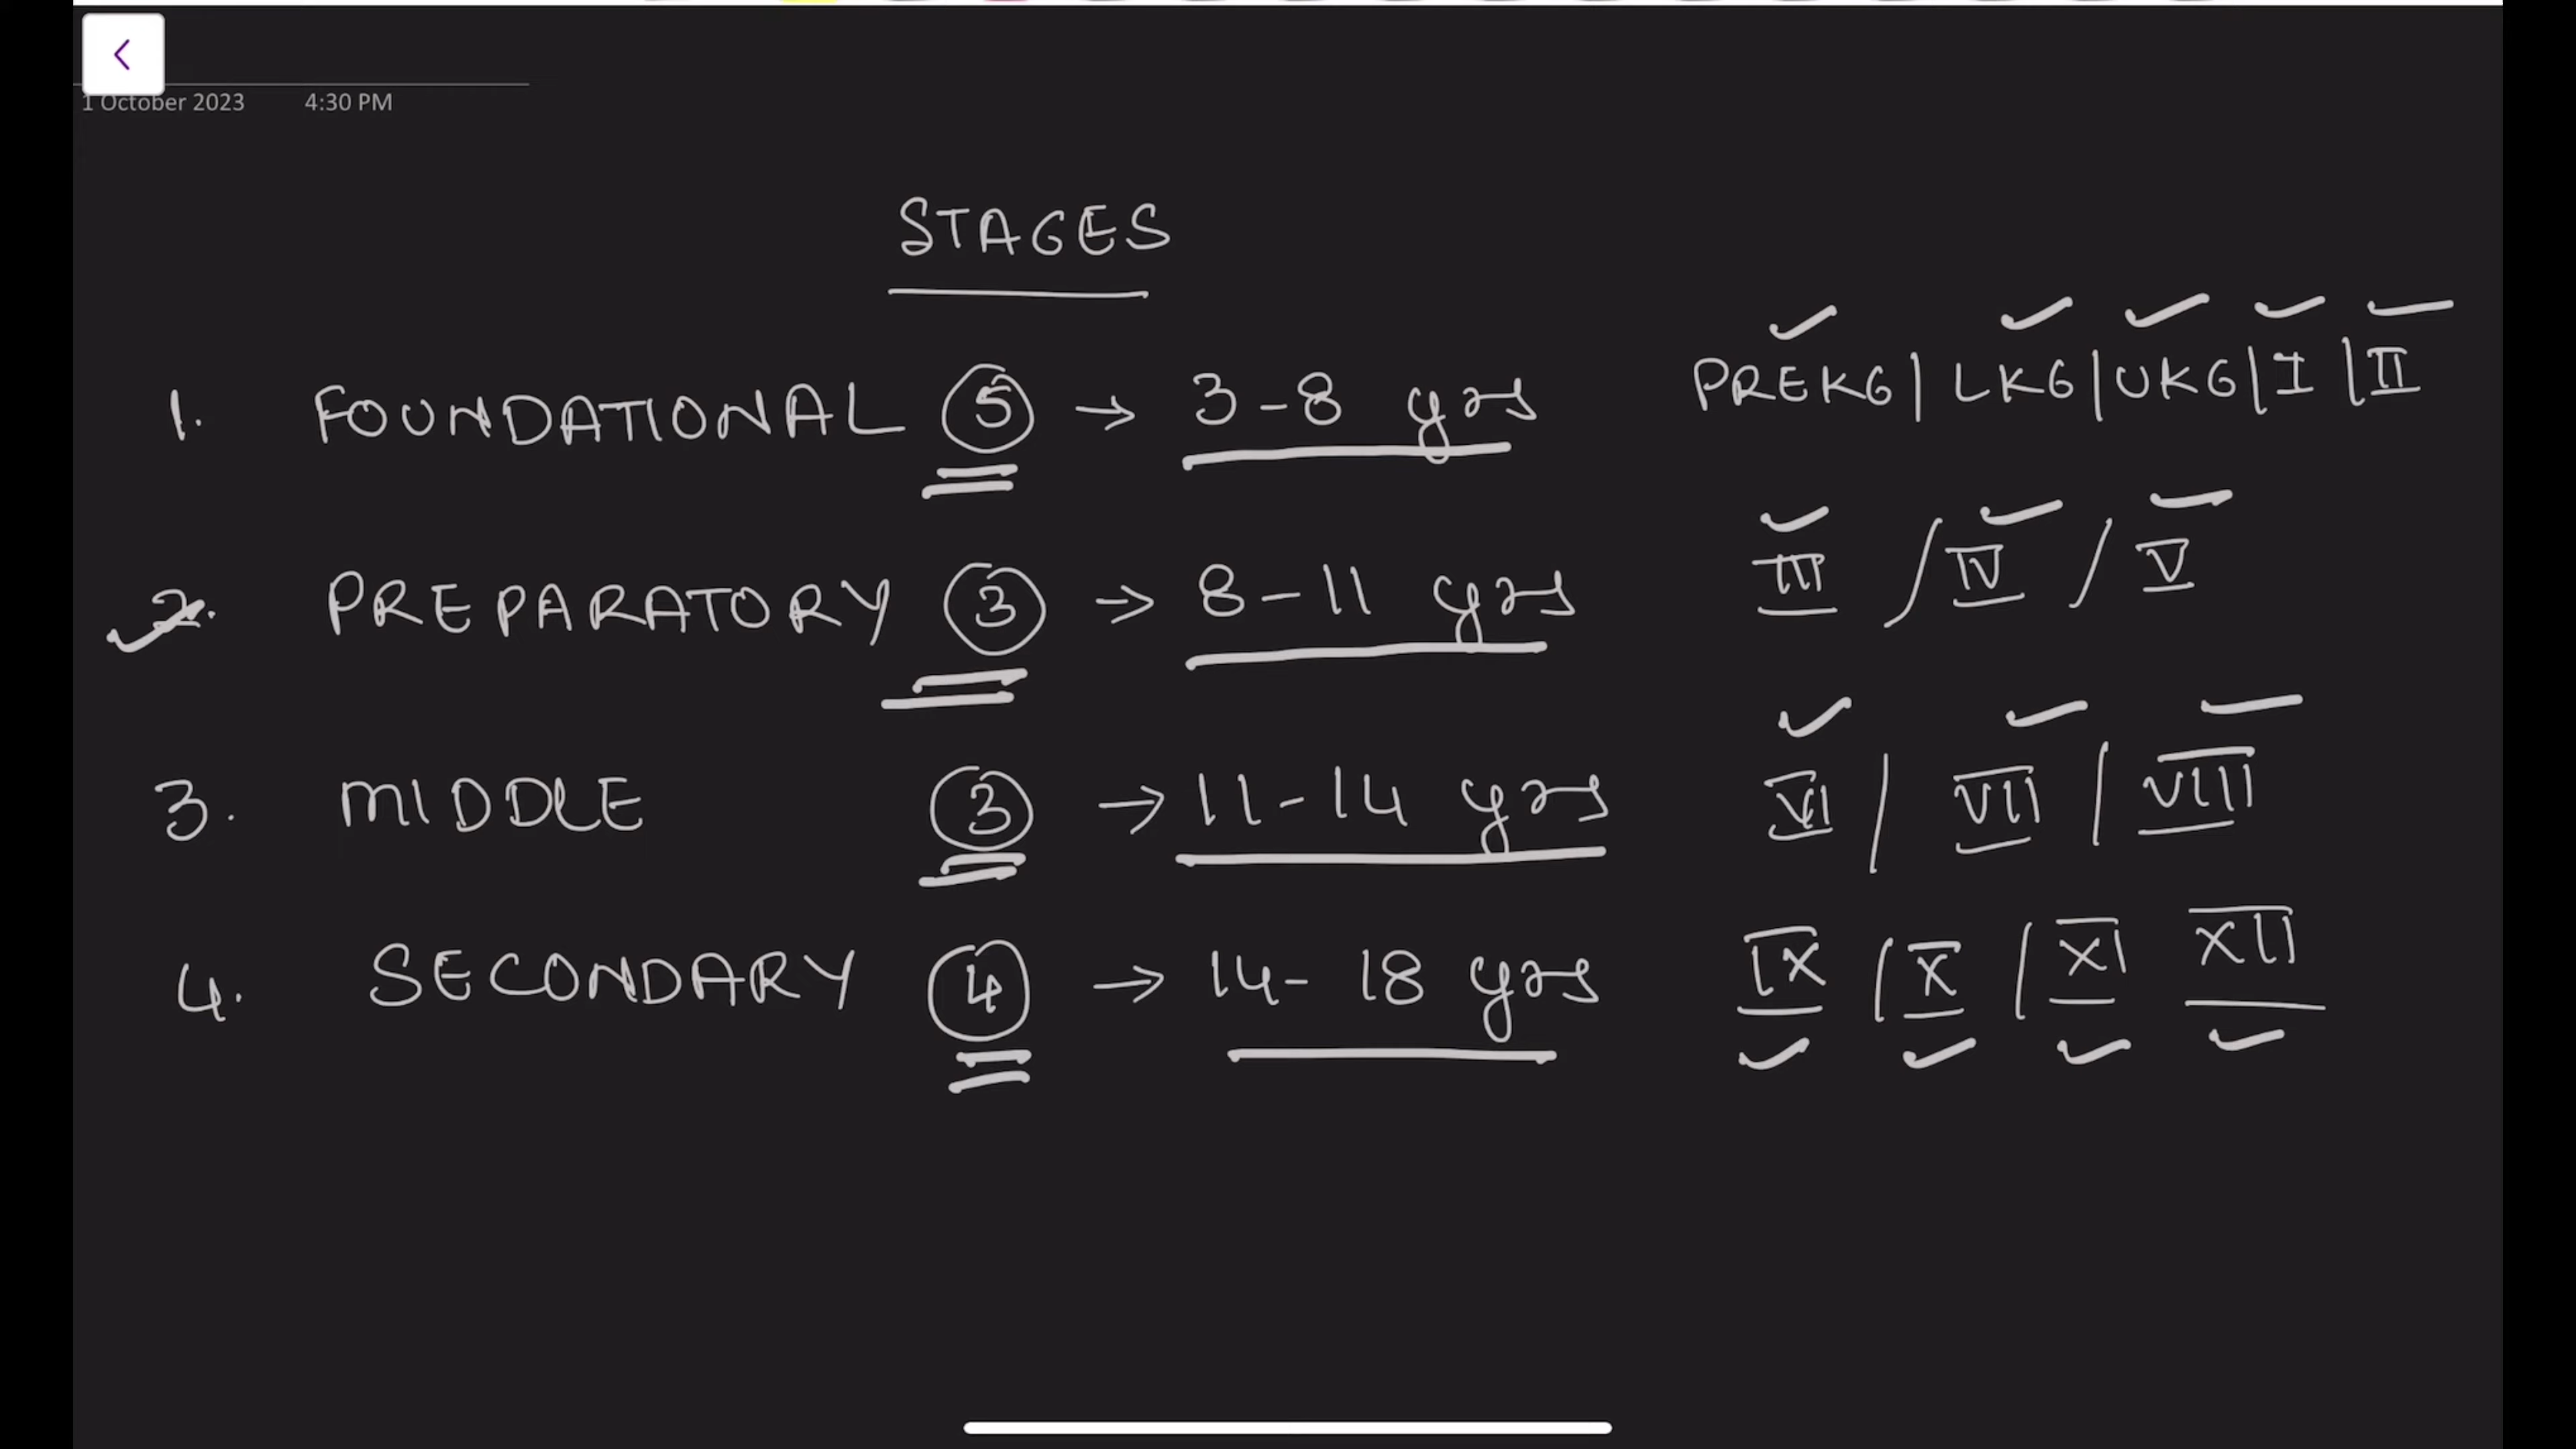 1 October 2023 4:30 PM
STAGES
1. FOUNDATIONAL 5 → 3-8 yrs PREKG | LKG | UKG | I | II
2. PREPARATORY 3 → 8-11 yrs III / IV / V
3. MIDDLE 3 → 11-14 yrs VI / VII / VIII
4. SECONDARY 4 → 14-18 yrs IX / X / XI XII